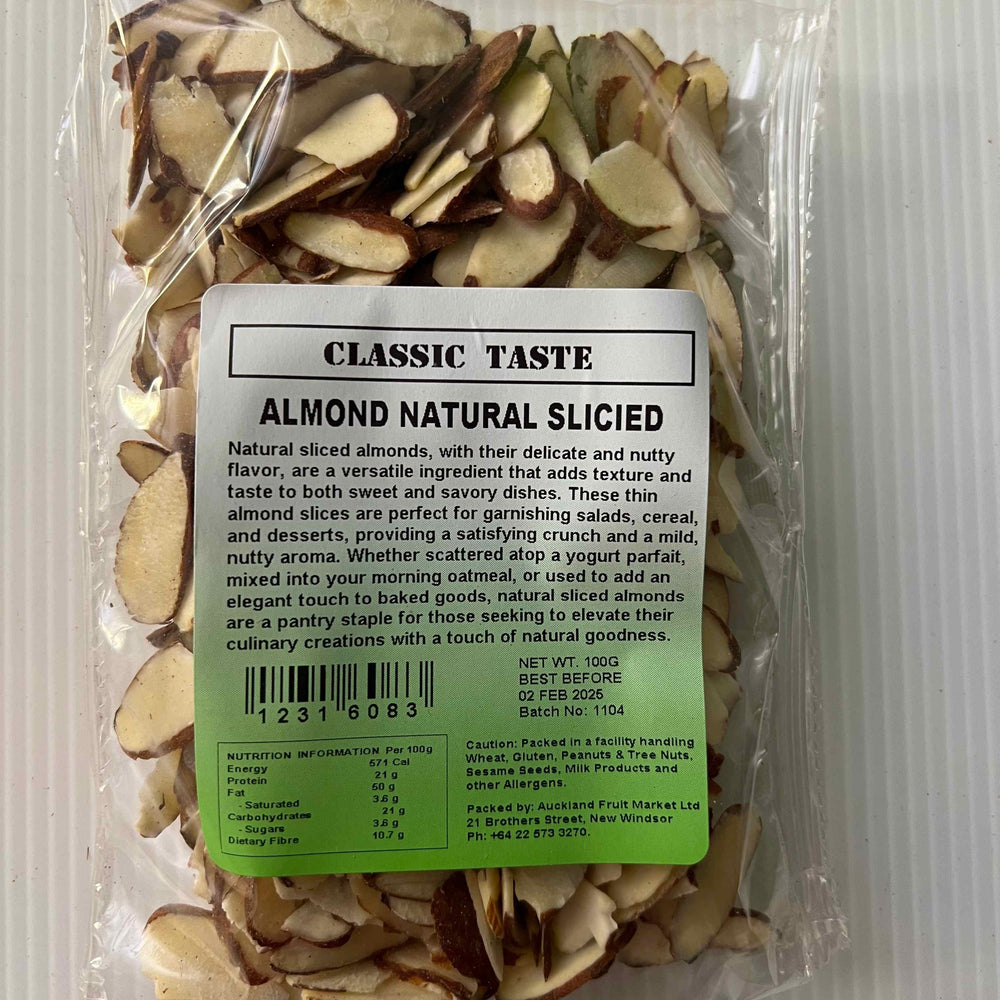 CLASSIC TASTE
ALMOND NATURAL SLICIED
Natural sliced almonds, with their delicate and nutty
flavor, are a versatile ingredient that adds texture and
taste to both sweet and savory dishes. These thin
almond slices are perfect for garnishing salads, cereal,
and desserts, providing a satisfying crunch and a mild,
nutty aroma. Whether scattered atop a yogurt parfait,
mixed into your morning oatmeal, or used to add an
elegant touch to baked goods, natural sliced almonds
are a pantry staple for those seeking to elevate their
culinary creations with a touch of natural goodness.
1231 6083
NET WT. 100G
BEST BEFORE
02 FEB 2025
Batch No: 1104
NUTRITION INFORMATION Per 100g
Energy 571 Cal
Protein 21 g
Fat 50 g
- Saturated 3.6 g
Carbohydrates 21 g
- Sugars 3.6 g
Dietary Fibre 10.7 g
Caution: Packed in a facility handling
Wheat, Gluten, Peanuts & Tree Nuts,
Sesame Seeds, Milk Products and
other Allergens.
Packed by: Auckland Fruit Market Ltd
21 Brothers Street, New Windsor
Ph: +64 22 573 3270.